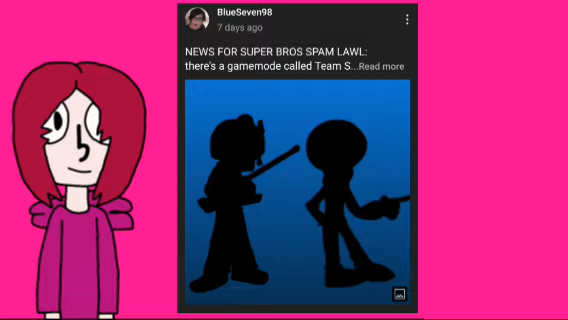 BlueSeven98
7 days ago
NEWS FOR SUPER BROS SPAM LAWL:
there's a gamemode called Team S...Read more